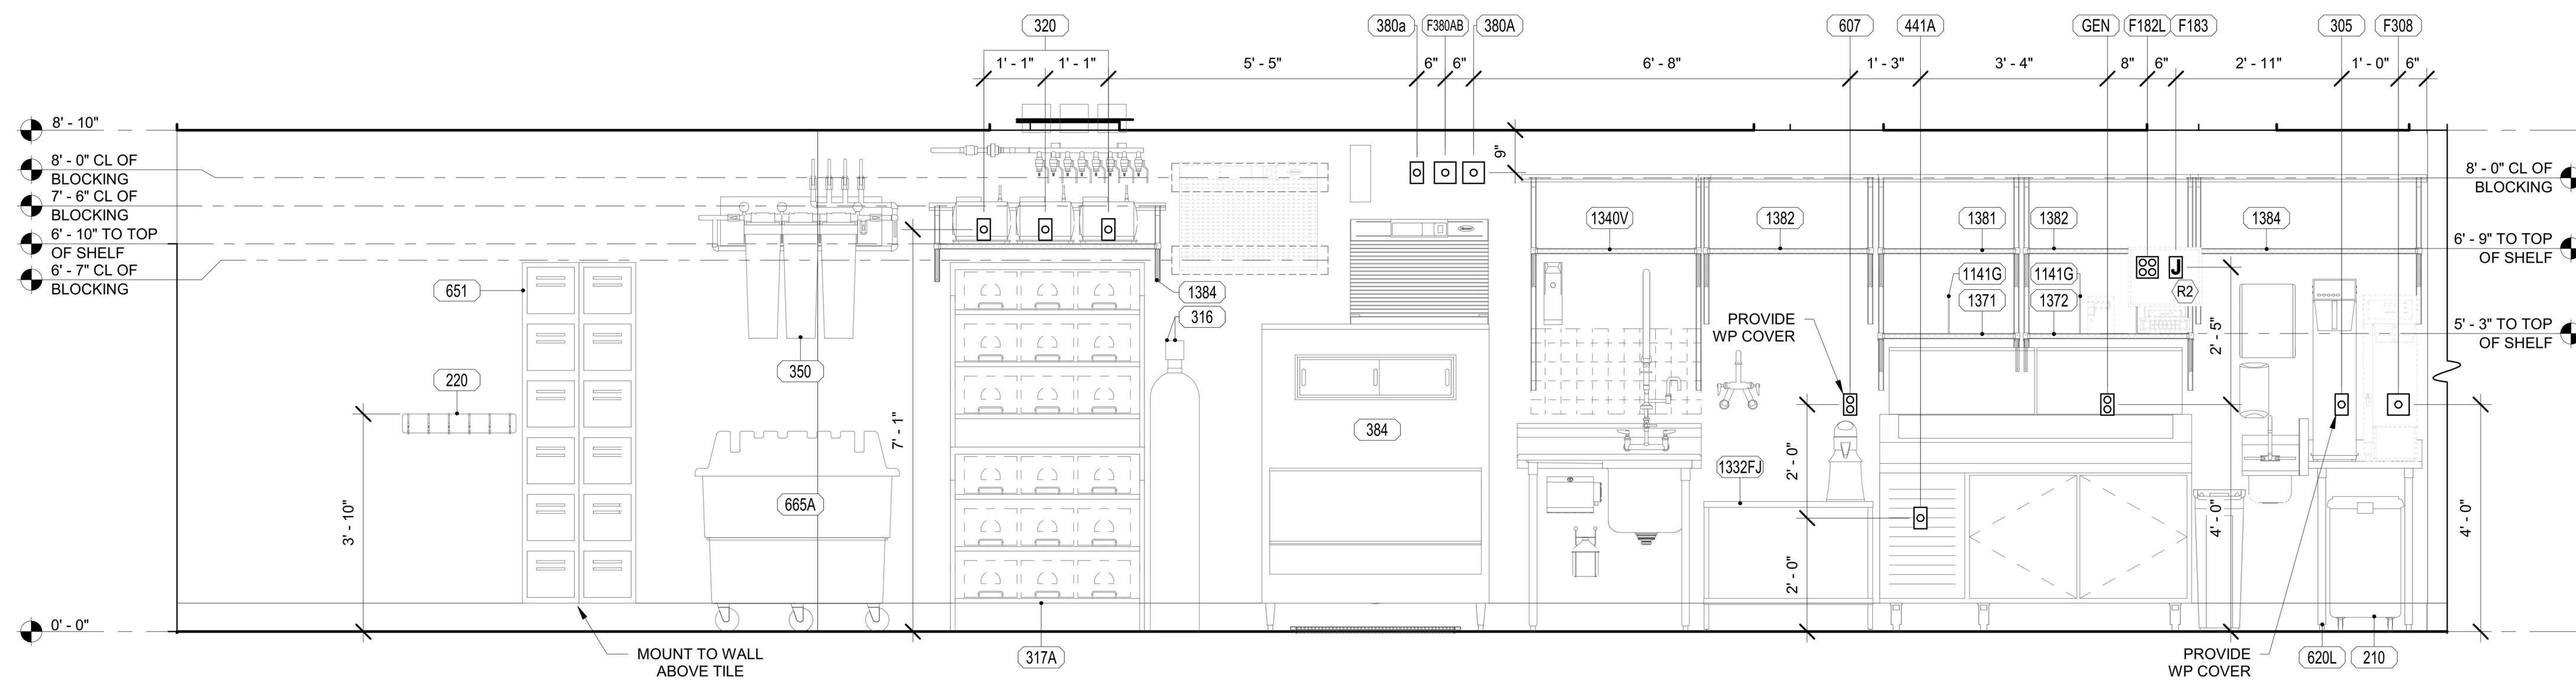 320
380a
F380AB
380A
607
441A
GEN
F182L
F183
305
F308
1' - 1"
1' - 1"
5' - 5"
6"
6"
6' - 8"
1' - 3"
3' - 4"
8"
6"
2' - 11"
1' - 0"
6"
8' - 10"
8' - 0" CL OF
BLOCKING
7' - 6" CL OF
BLOCKING
6' - 10" TO TOP
OF SHELF
6' - 7" CL OF
BLOCKING
0' - 0"
9"
8' - 0" CL OF
BLOCKING
6' - 9" TO TOP
OF SHELF
5' - 3" TO TOP
OF SHELF
1340V
1382
1381
1382
1384
651
1384
1141G
1141G
J
R2
1371
1372
316
PROVIDE
WP COVER
2' - 5"
220
350
384
7' - 1"
1332FJ
2' - 0"
665A
3' - 10"
4' - 0"
4' - 0"
2' - 0"
MOUNT TO WALL
ABOVE TILE
317A
PROVIDE
WP COVER
620L
210